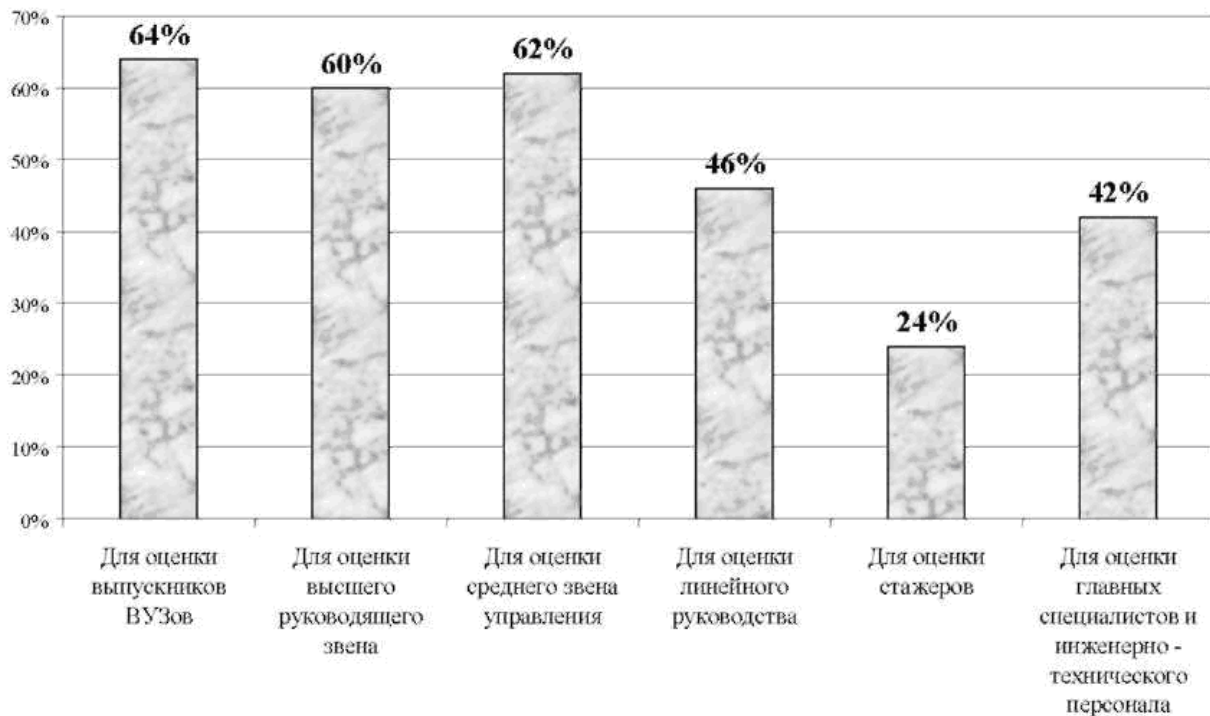 70%
60%
50%
40%
30%
20%
10%
0%
64%
60%
62%
46%
24%
42%
Для оценки
выпускников
ВУЗов
Для оценки
высшего
руководящего
звена
Для оценки
среднего звена
управления
Для оценки
линейного
руководства
Для оценки
стажеров
Для оценки
главных
специалистов и
инженерно -
технического
персонала